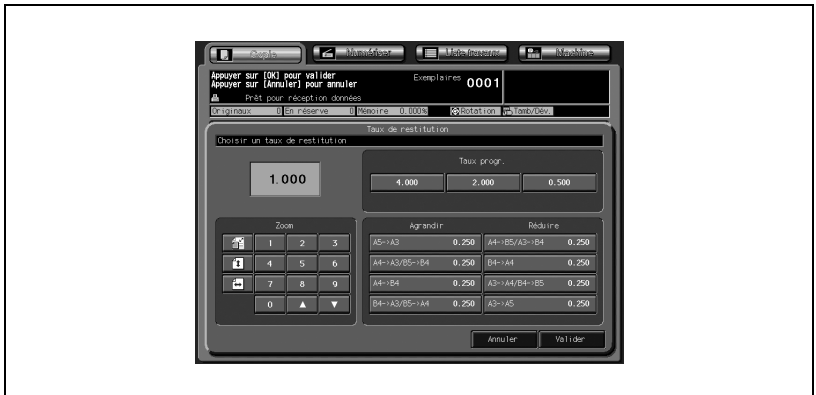 Copie Numériser Liste travaux Machine
Appuyer sur [OK] pour valider
Appuyer sur [Annuler] pour annuler
Exemplaires 0001
Prêt pour réception données
Originaux 0 En réserve 0 Mémoire 0.000% Rotation Tamb/Dév.
Taux de restitution
Choisir un taux de restitution
1.000
Taux progr.
4.000 2.000 0.500
Zoom
1 2 3
4 5 6
7 8 9
0
Agrandir Réduire
A5->A3 0.250 A4->B5/A3->B4 0.250
A4->A3/B5->B4 0.250 B4->A4 0.250
A4->B4 0.250 A3->A4/B4->B5 0.250
B4->A3/B5->A4 0.250 A3->A5 0.250
Annuler Valider